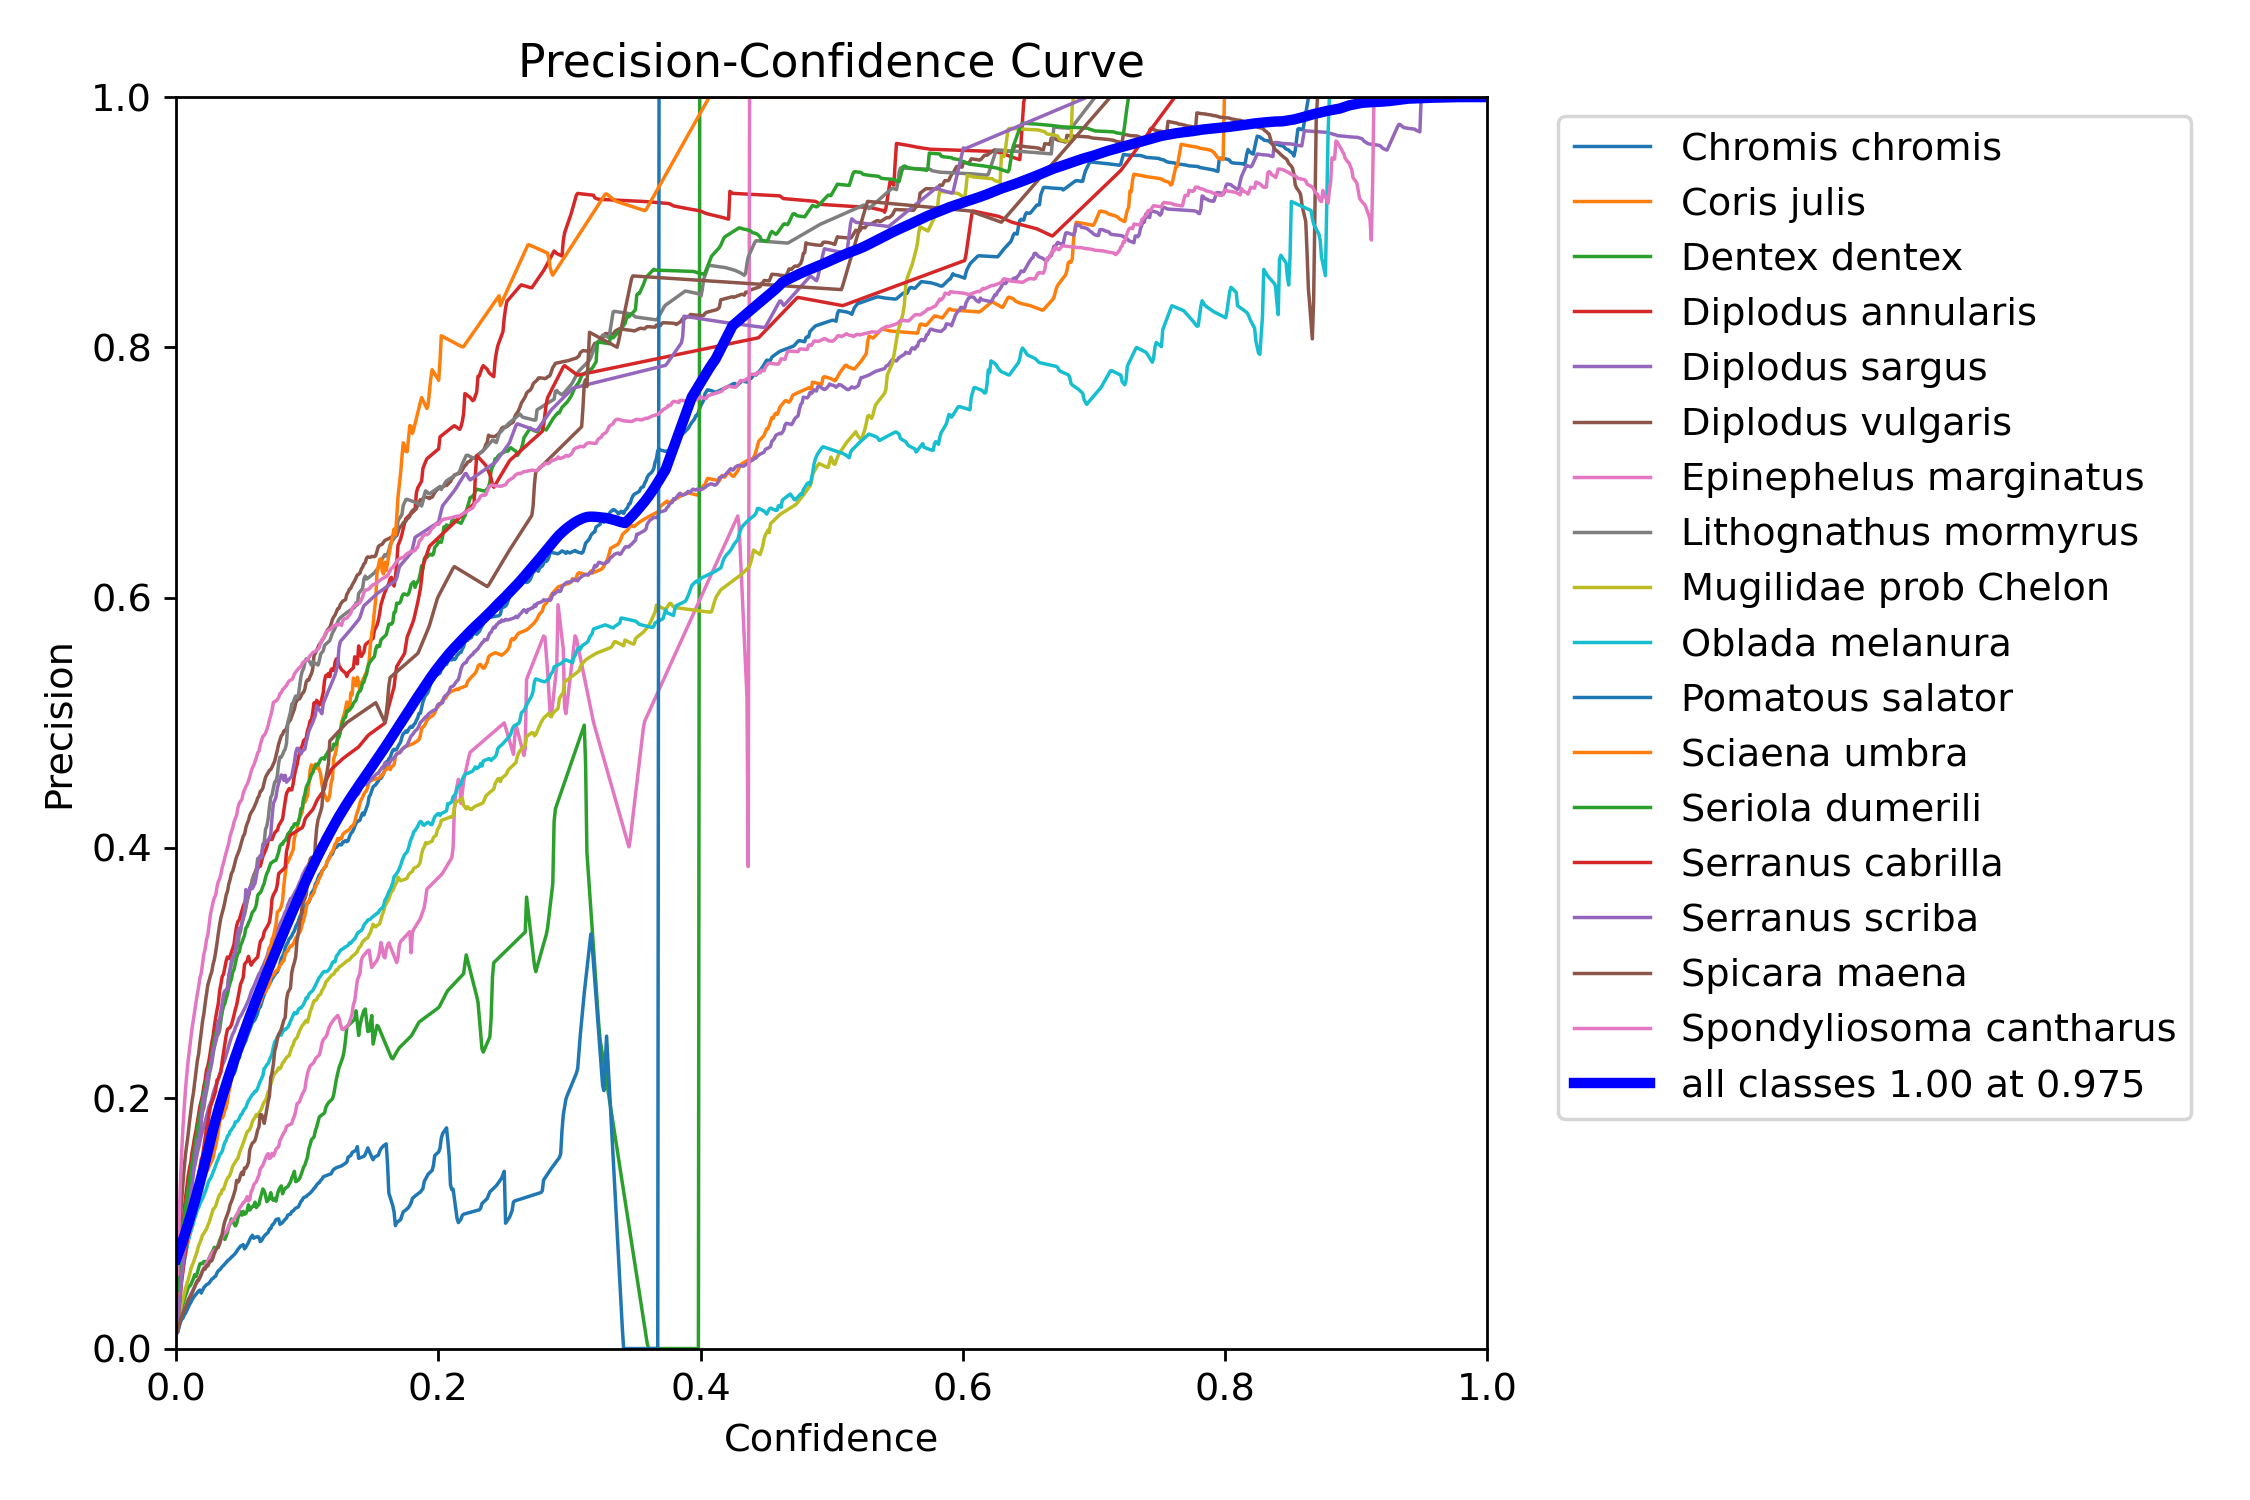 Precision-Confidence Curve
1.0
0.8
0.6
0.4
0.2
0.0
Precision
0.0 0.2 0.4 0.6 0.8 1.0
Confidence
Chromis chromis
Coris julis
Dentex dentex
Diplodus annularis
Diplodus sargus
Diplodus vulgaris
Epinephelus marginatus
Lithognathus mormyrus
Mugilidae prob Chelon
Oblada melanura
Pomatous salator
Sciaena umbra
Seriola dumerili
Serranus cabrilla
Serranus scriba
Spicara maena
Spondyliosoma cantharus
all classes 1.00 at 0.975